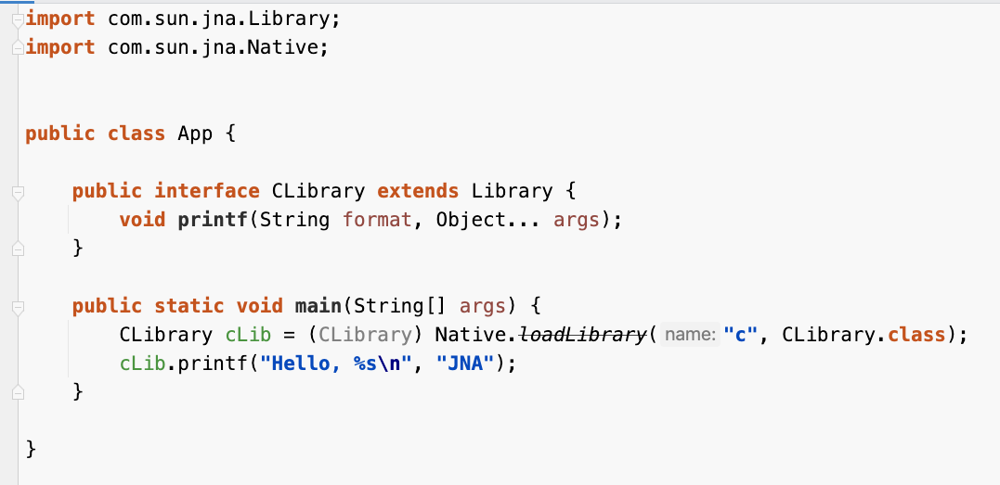 import com.sun.jna.Library;
import com.sun.jna.Native;
public class App {
public interface CLibrary extends Library {
void printf(String format, Object... args);
}
public static void main(String[] args) {
CLibrary cLib = (CLibrary) Native.loadLibrary( name: "c", CLibrary.class);
cLib.printf("Hello, %s\n", "JNA");
}
}